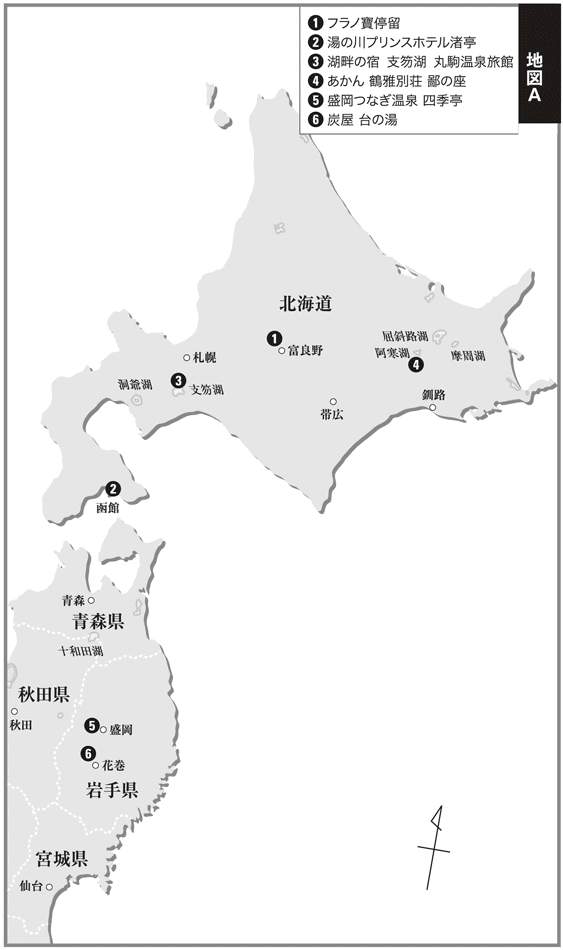 ❶フラノ寶亭留
❷湯の川プリンスホテル渚亭
❸湖畔の宿 支笏湖 丸駒温泉旅館
❹あかん 鶴雅別荘 鄙の座
❺盛岡つなぎ温泉 四季亭
❻炭屋 台の湯
地図A
北海道
❶
富良野
札幌
❸
支笏湖
洞爺湖
屈斜路湖
阿寒湖
摩周湖
❹
釧路
帯広
❷
函館
青森
青森県
十和田湖
秋田県
秋田
❺
盛岡
❻
花巻
岩手県
宮城県
仙台